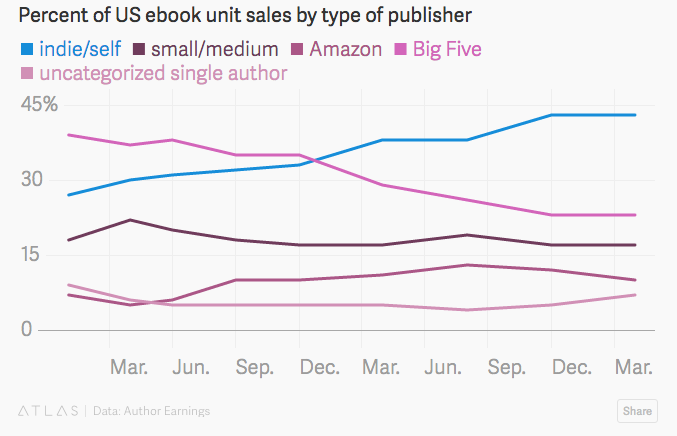 Percent of US ebook unit sales by type of publisher
indie/self small/medium Amazon Big Five
uncategorized single author
45%
30
15
0
Mar. Jun. Sep. Dec. Mar. Jun. Sep. Dec. Mar.
ATLAS | Data: Author Earnings Share